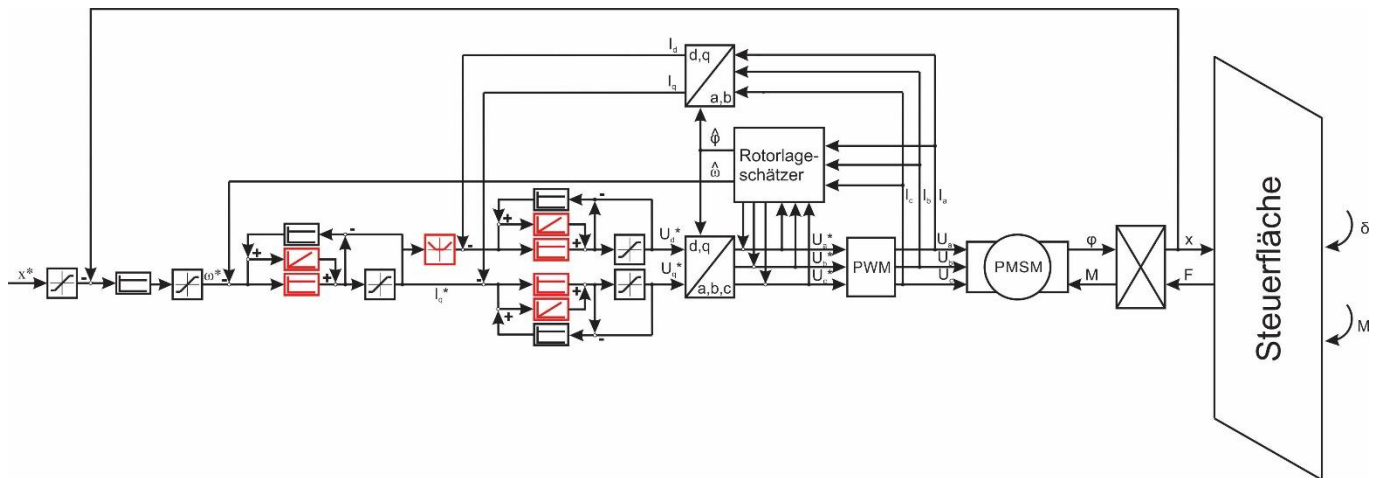 I_d
d,q
I_q
a,b
φ̂
Rotorlage-
schätzer
ω̂
I_c
I_b
I_a
-
-
+
-
+
x*
-
ω*
-
+
+
I_q*
-
-
+
+
+
-
U_d*
U_q*
d,q
a,b,c
U_a*
U_b*
U_c*
PWM
U_a
U_b
U_c
PMSM
φ
M
x
F
Steuerfläche
δ
M